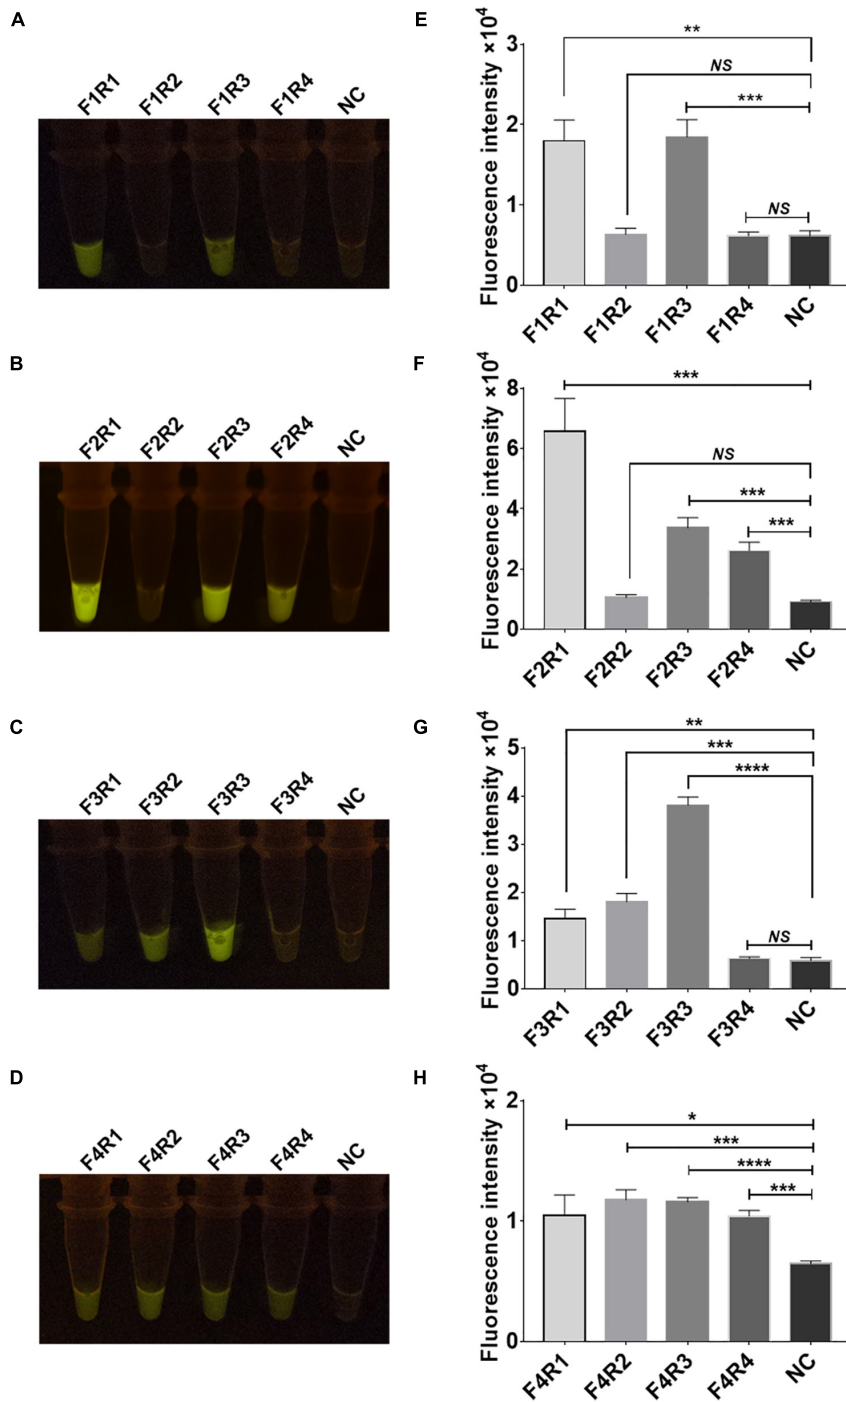 A
F1R1 F1R2 F1R3 F1R4 NC
E
Fluorescence intensity ×10⁴
3
2
1
0
**
NS
***
NS
F1R1 F1R2 F1R3 F1R4 NC
B
F2R1 F2R2 F2R3 F2R4 NC
F
Fluorescence intensity ×10⁴
8
6
4
2
0
***
NS
***
***
F2R1 F2R2 F2R3 F2R4 NC
C
F3R1 F3R2 F3R3 F3R4 NC
G
Fluorescence intensity ×10⁴
5
4
3
2
1
0
**
***
****
NS
F3R1 F3R2 F3R3 F3R4 NC
D
F4R1 F4R2 F4R3 F4R4 NC
H
Fluorescence intensity ×10⁴
2
1
0
*
***
****
***
F4R1 F4R2 F4R3 F4R4 NC